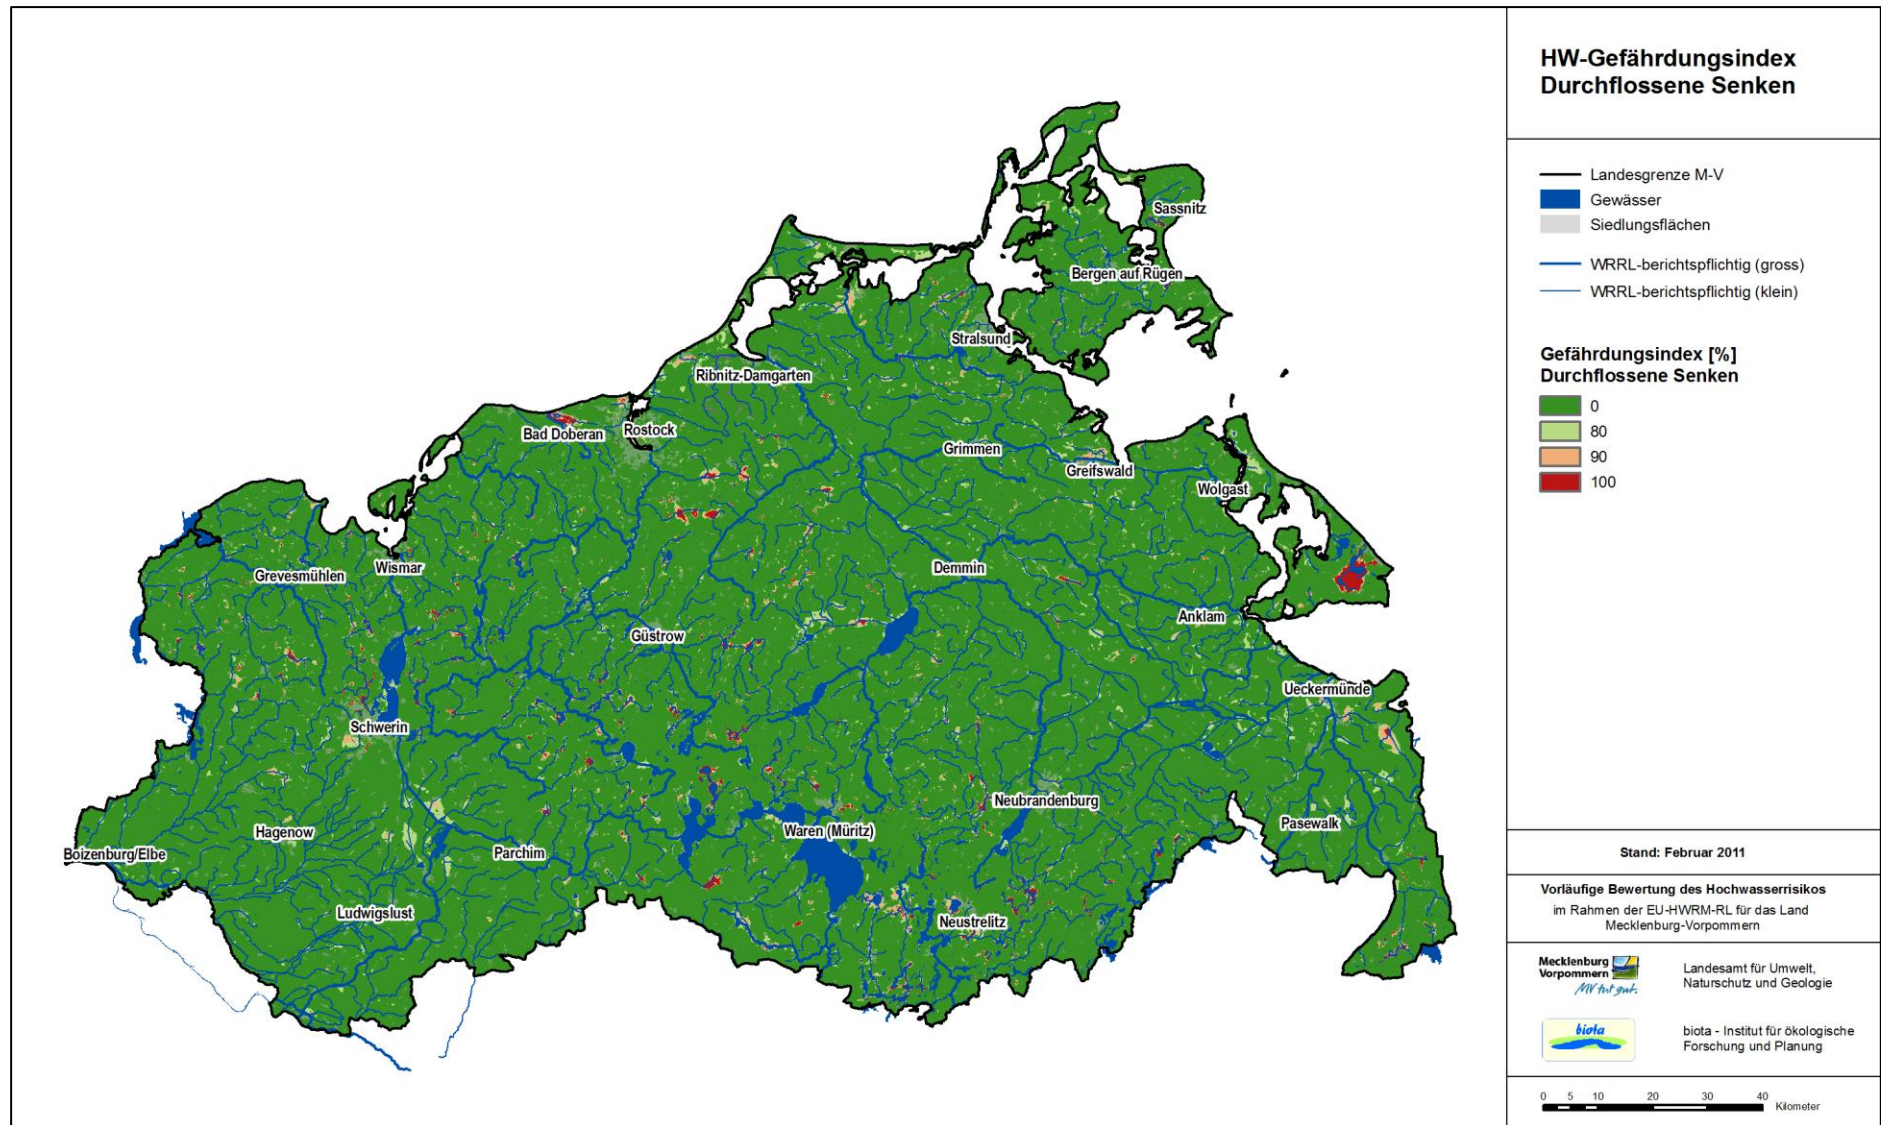 HW-Gefährdungsindex
Durchflossene Senken
Landesgrenze M-V
Gewässer
Siedlungsflächen
WRRL-berichtspflichtig (gross)
WRRL-berichtspflichtig (klein)
Gefährdungsindex [%]
Durchflossene Senken
0
80
90
100
Sassnitz
Bergen auf Rügen
Stralsund
Ribnitz-Damgarten
Bad Doberan
Rostock
Grimmen
Greifswald
Wolgast
Grevesmühlen
Wismar
Demmin
Anklam
Güstrow
Ueckermünde
Schwerin
Neubrandenburg
Hagenow
Waren (Müritz)
Pasewalk
Boizenburg/Elbe
Parchim
Ludwigslust
Neustrelitz
Stand: Februar 2011
Vorläufige Bewertung des Hochwasserrisikos
im Rahmen der EU-HWRM-RL für das Land
Mecklenburg-Vorpommern
Mecklenburg
Vorpommern
MV tut gut.
Landesamt für Umwelt,
Naturschutz und Geologie
biota
biota - Institut für ökologische
Forschung und Planung
0 5 10 20 30 40
Kilometer